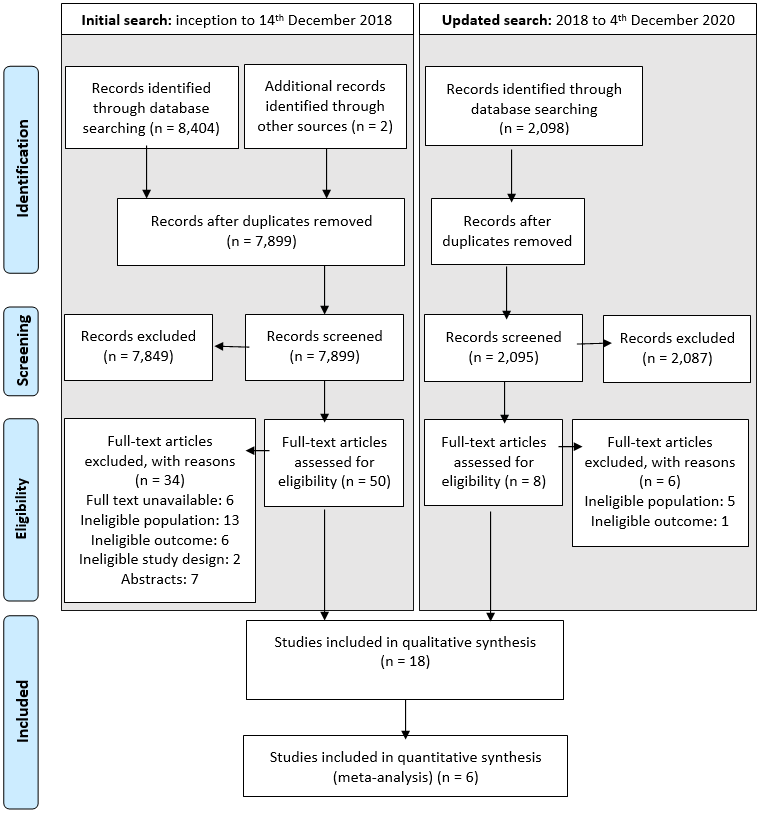 Initial search: inception to 14th December 2018
Updated search: 2018 to 4th December 2020
Identification
Records identified
through database
searching (n = 8,404)
Additional records
identified through
other sources (n = 2)
Records identified through
database searching
(n = 2,098)
Records after duplicates removed
(n = 7,899)
Records after
duplicates removed
Screening
Records excluded
(n = 7,849)
Records screened
(n = 7,899)
Records screened
(n = 2,095)
Records excluded
(n = 2,087)
Eligibility
Full-text articles
excluded, with reasons
(n = 34)
Full text unavailable: 6
Ineligible population: 13
Ineligible outcome: 6
Ineligible study design: 2
Abstracts: 7
Full-text articles
assessed for
eligibility (n = 50)
Full-text articles
assessed for
eligibility (n = 8)
Full-text articles
excluded, with reasons
(n = 6)
Ineligible population: 5
Ineligible outcome: 1
Included
Studies included in qualitative synthesis
(n = 18)
Studies included in quantitative synthesis
(meta-analysis) (n = 6)